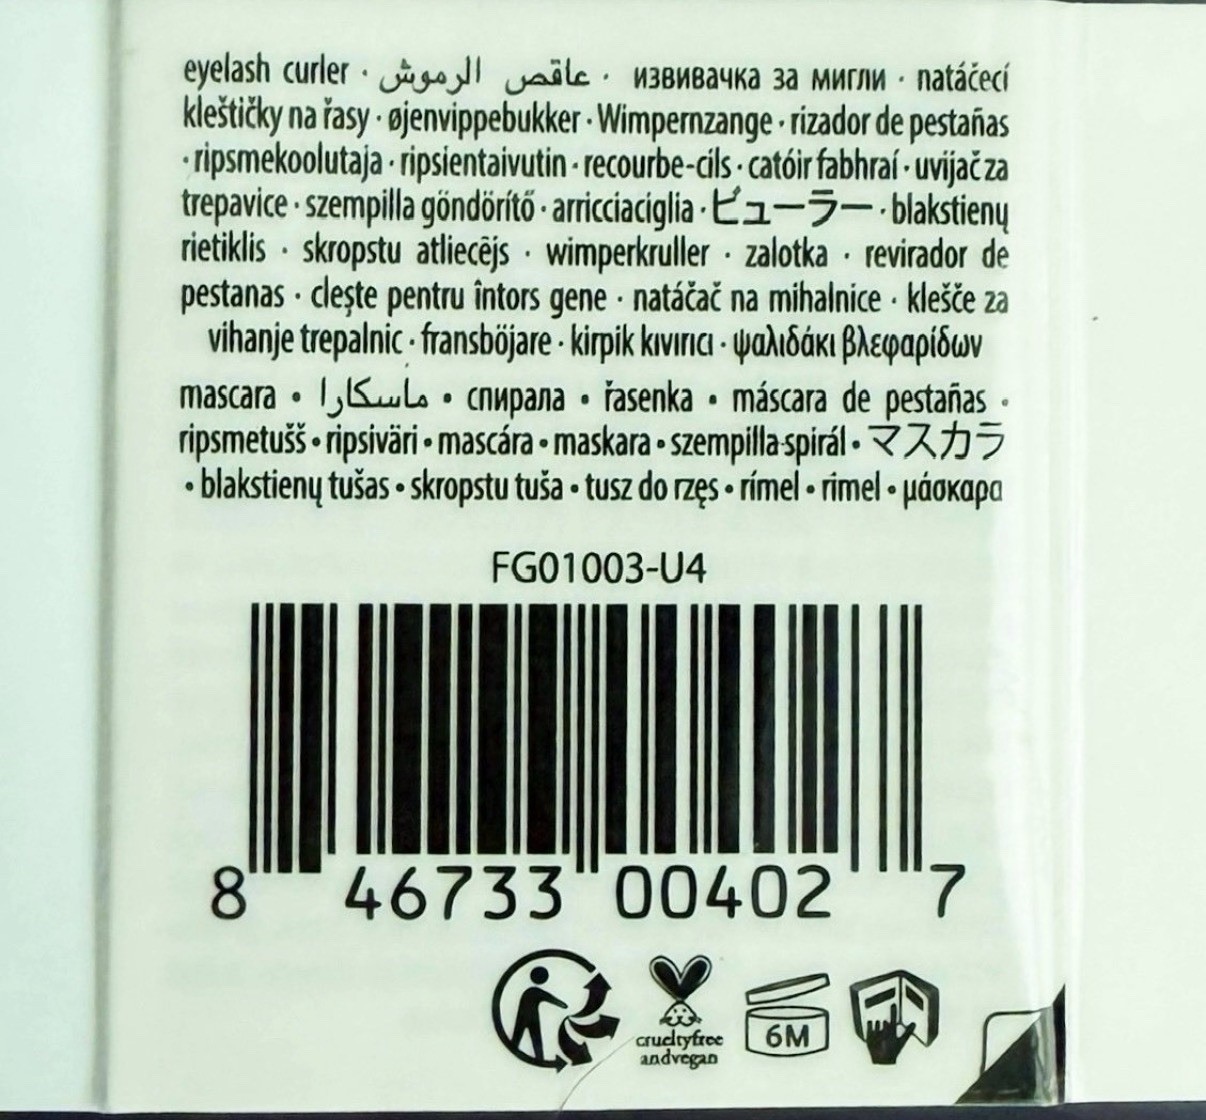 eyelash curler · عاقص الرموش · извивачка за мигли · natáčecí
kleštičky na řasy · øjenvippebukker · Wimpernzange · rizador de pestañas
· ripsmekoolutaja · ripsientaivutin · recourbe-cils · catóir fabhraí · uvijač za
trepavice · szempilla göndörítő · arricciaciglia · ビューラー · blakstienų
rietiklis · skropstu atliecējs · wimperkruller · zalotka · revirador de
pestanas · clește pentru întors gene · natáčač na mihalnice · klešče za
vihanje trepalnic · fransböjare · kirpik kıvırıcı · ψαλιδάκι βλεφαρίδων
mascara • ماسكارا • спирала • řasenka • máscara de pestañas •
ripsmetušš • ripsiväri • mascára • maskara • szempilla-spirál • マスカラ
• blakstienų tušas • skropstu tuša • tusz do rzęs • rímel • rimel • μάσκαρα
FG01003-U4
8 46733 00402 7
crueltyfree
andvegan
6M